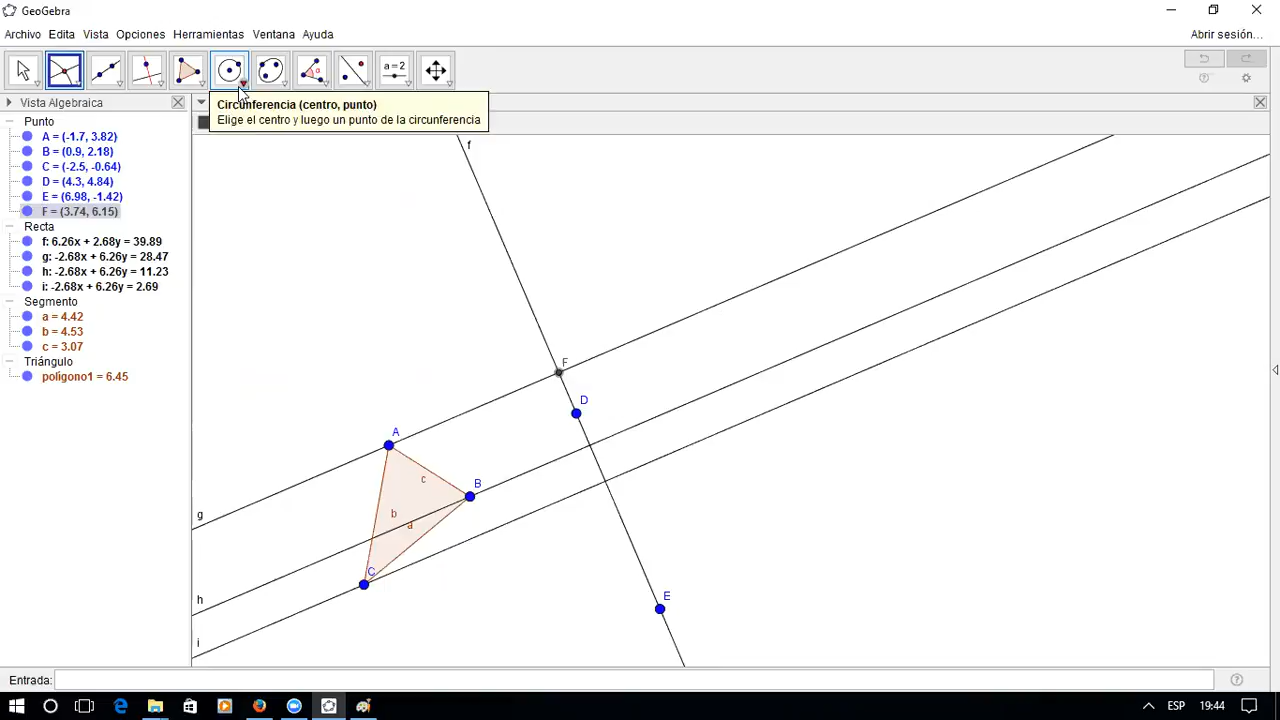 GeoGebra
Archivo Edita Vista Opciones Herramientas Ventana Ayuda
Abrir sesión...
α
a = 2
Vista Algebraica
Circunferencia (centro, punto)
Elige el centro y luego un punto de la circunferencia
Punto
A = (-1.7, 3.82)
B = (0.9, 2.18)
C = (-2.5, -0.64)
D = (4.3, 4.84)
E = (6.98, -1.42)
F = (3.74, 6.15)
Recta
f: 6.26x + 2.68y = 39.89
g: -2.68x + 6.26y = 28.47
h: -2.68x + 6.26y = 11.23
i: -2.68x + 6.26y = 2.69
Segmento
a = 4.42
b = 4.53
c = 3.07
Triángulo
polígono1 = 6.45
f
F
D
A
c
B
b
a
g
C
E
h
i
Entrada:
ESP 19:44